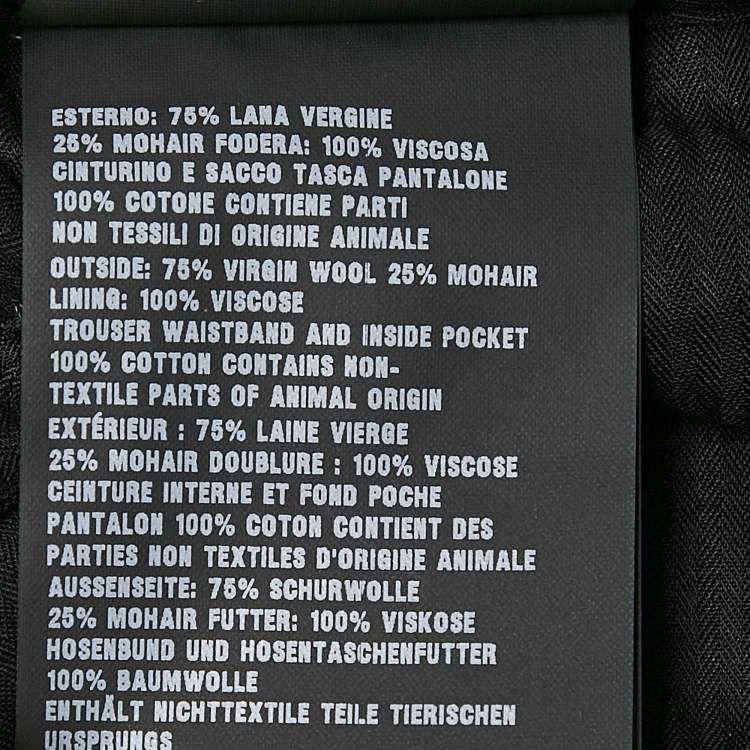 ESTERNO: 75% LANA VERGINE
25% MOHAIR FODERA: 100% VISCOSA
CINTURINO E SACCO TASCA PANTALONE
100% COTONE CONTIENE PARTI
NON TESSILI DI ORIGINE ANIMALE
OUTSIDE: 75% VIRGIN WOOL 25% MOHAIR
LINING: 100% VISCOSE
TROUSER WAISTBAND AND INSIDE POCKET
100% COTTON CONTAINS NON-
TEXTILE PARTS OF ANIMAL ORIGIN
EXTÉRIEUR : 75% LAINE VIERGE
25% MOHAIR DOUBLURE : 100% VISCOSE
CEINTURE INTERNE ET FOND POCHE
PANTALON 100% COTON CONTIENT DES
PARTIES NON TEXTILES D'ORIGINE ANIMALE
AUSSENSEITE: 75% SCHURWOLLE
25% MOHAIR FUTTER: 100% VISKOSE
HOSENBUND UND HOSENTASCHENFUTTER
100% BAUMWOLLE
ENTHÄLT NICHTTEXTILE TEILE TIERISCHEN
URSPRUNGS